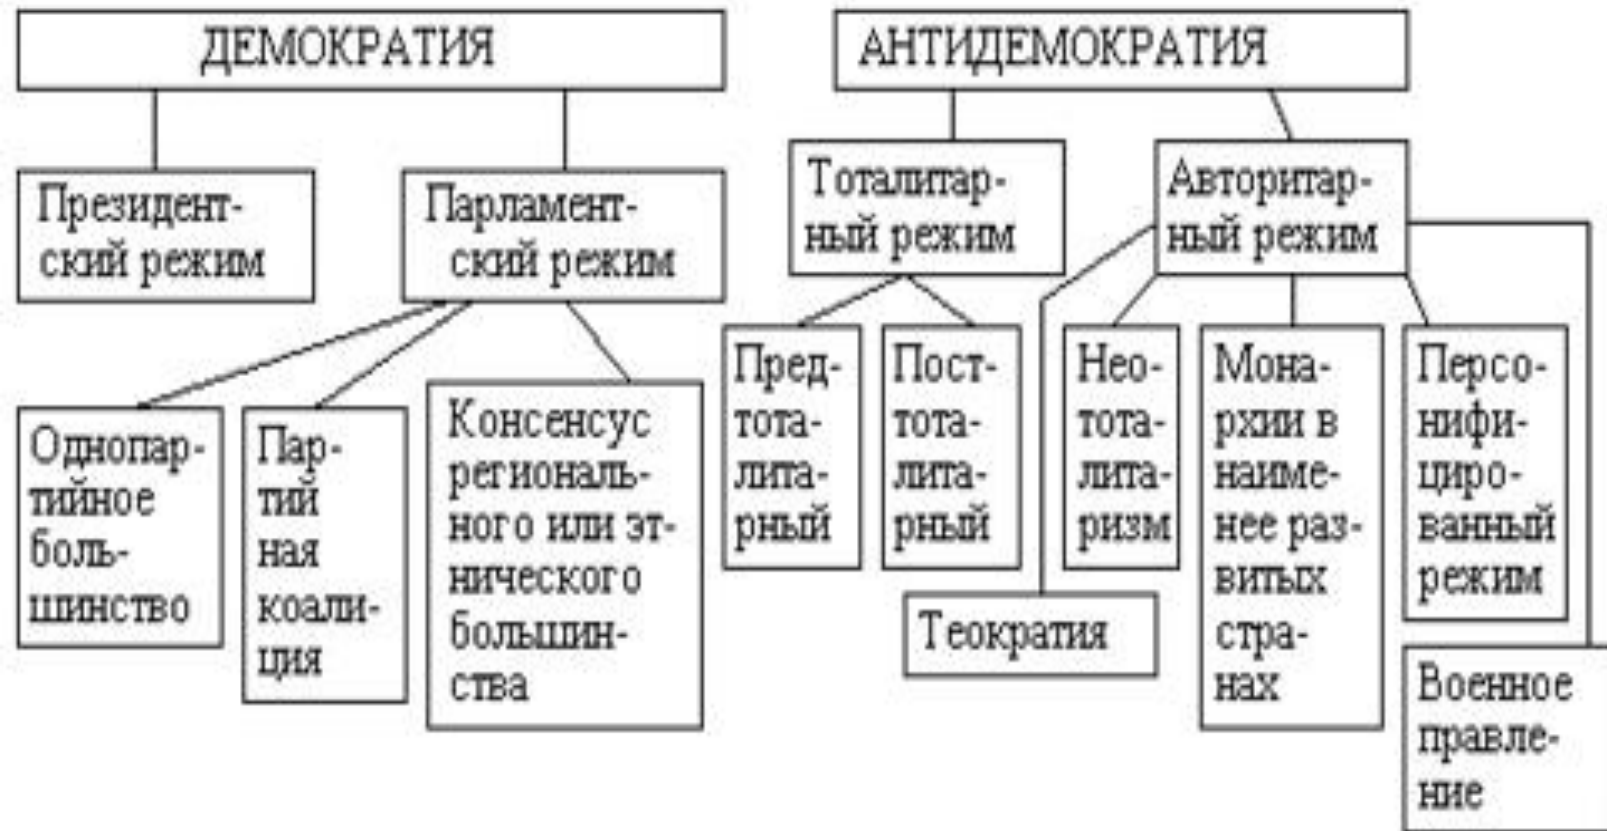 ДЕМОКРАТИЯ
АНТИДЕМОКРАТИЯ
Президент-
ский режим
Парламент-
ский режим
Тоталитар-
ный режим
Авторитар-
ный режим
Однопар-
тийное
боль-
шинство
Пар-
тий
ная
коали-
ция
Консенсус
региональ-
ного или эт-
нического
большин-
ства
Пред-
тота-
лита-
рный
Пост-
тота-
лита-
рный
Нео-
тота-
лита-
ризм
Мона-
рхии в
наиме-
нее раз-
витых
стра-
нах
Персо-
нифи-
циро-
ванный
режим
Теократия
Военное
правле-
ние